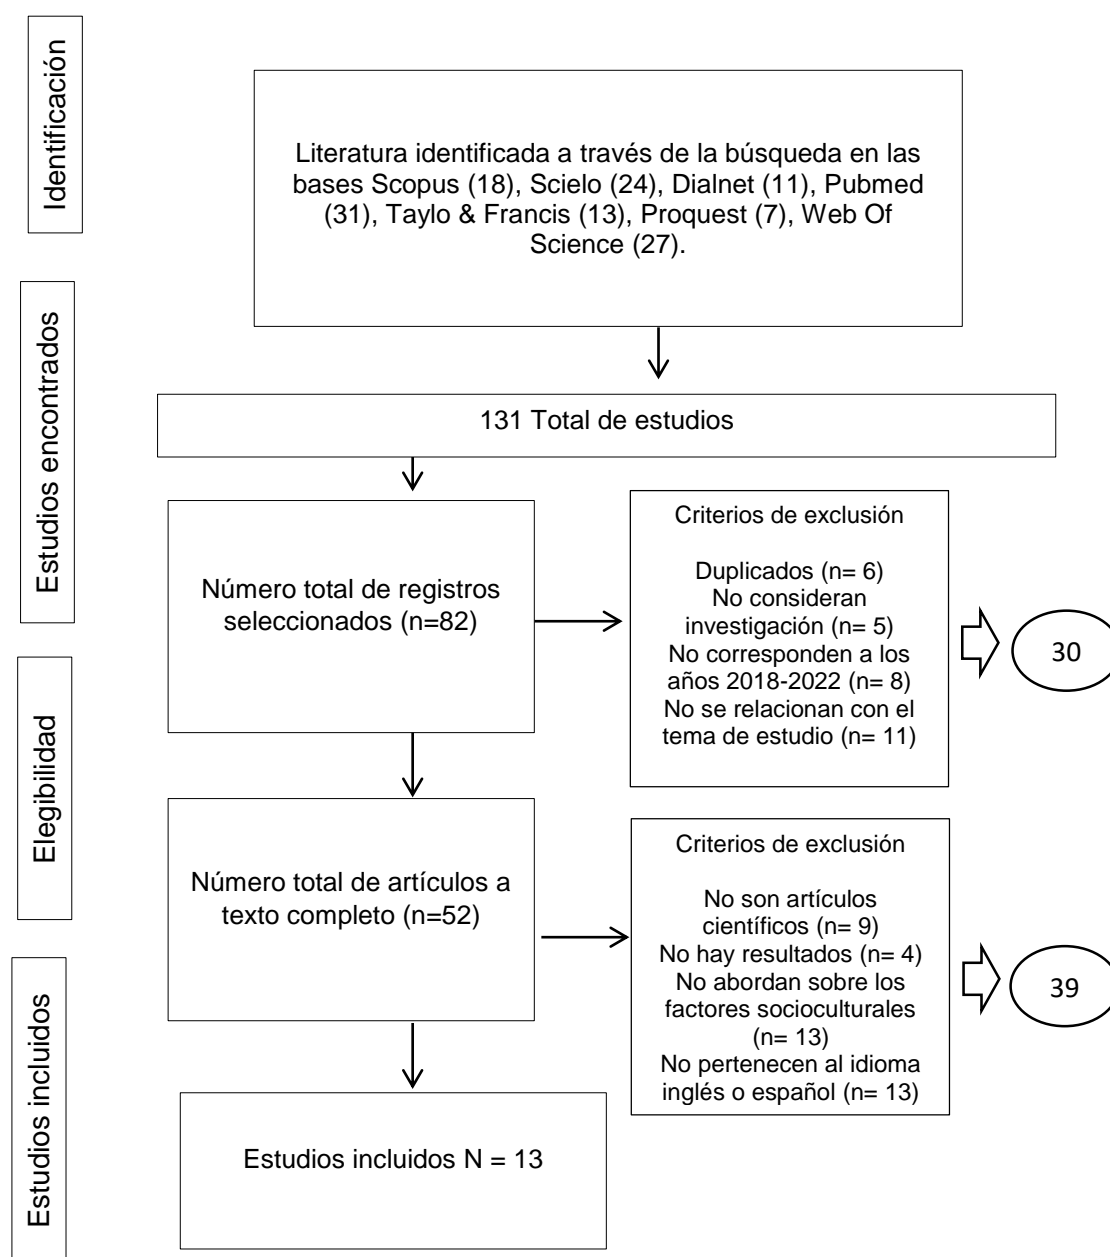 Identificación
Literatura identificada a través de la búsqueda en las
bases Scopus (18), Scielo (24), Dialnet (11), Pubmed
(31), Taylo & Francis (13), Proquest (7), Web Of
Science (27).
Estudios encontrados
131 Total de estudios
Número total de registros
seleccionados (n=82)
Criterios de exclusión
Duplicados (n= 6)
No consideran
investigación (n= 5)
No corresponden a los
años 2018-2022 (n= 8)
No se relacionan con el
tema de estudio (n= 11)
30
Elegibilidad
Número total de artículos a
texto completo (n=52)
Criterios de exclusión
No son artículos
científicos (n= 9)
No hay resultados (n= 4)
No abordan sobre los
factores socioculturales
(n= 13)
No pertenecen al idioma
inglés o español (n= 13)
39
Estudios incluidos
Estudios incluidos N = 13